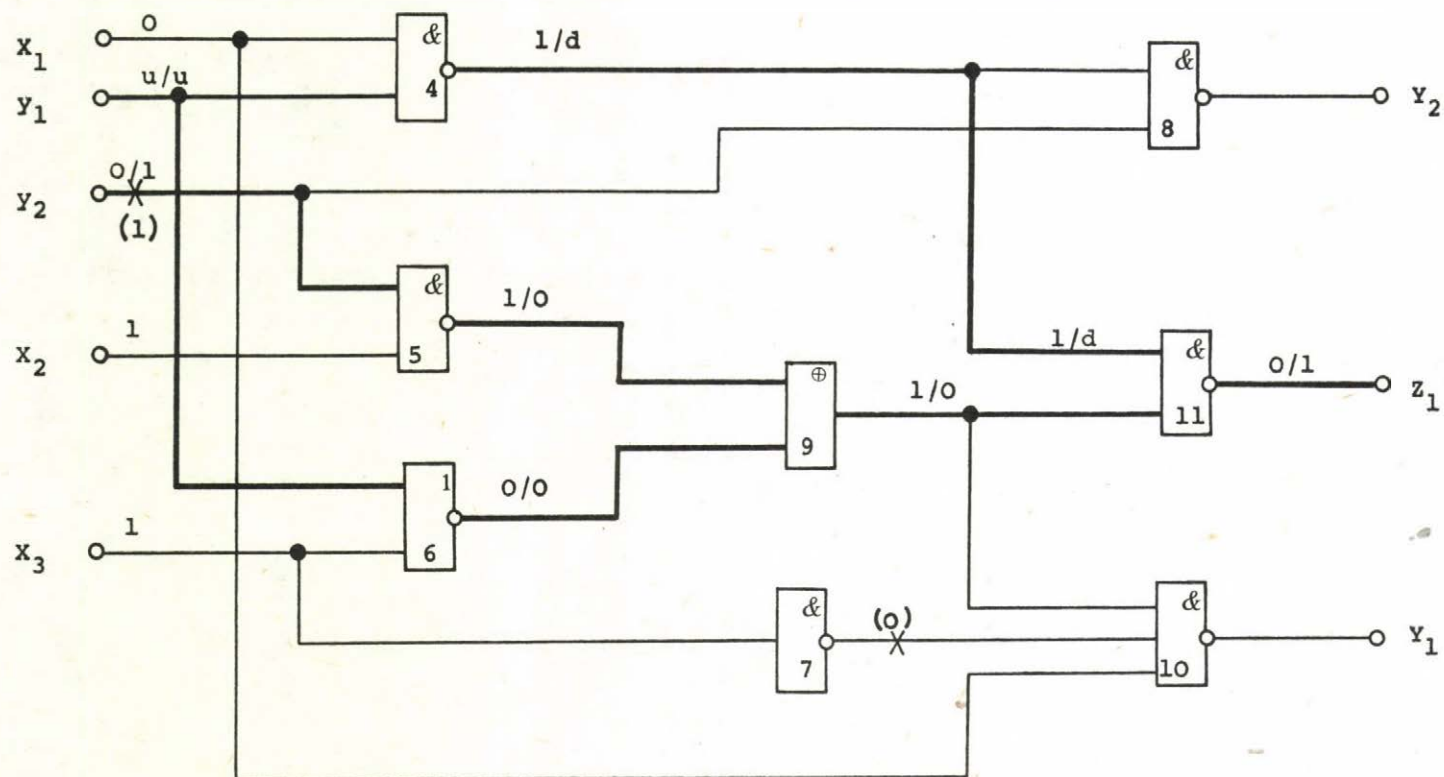 X1 0 & 4 1/d & 8 Y2
y1 u/u
y2 0/1 (1)
X2 1 & 5 1/0
⊕ 9 1/0
1/d & 11 0/1 Z1
X3 1 1 6 0/0
& 7 (0)
& 10 Y1